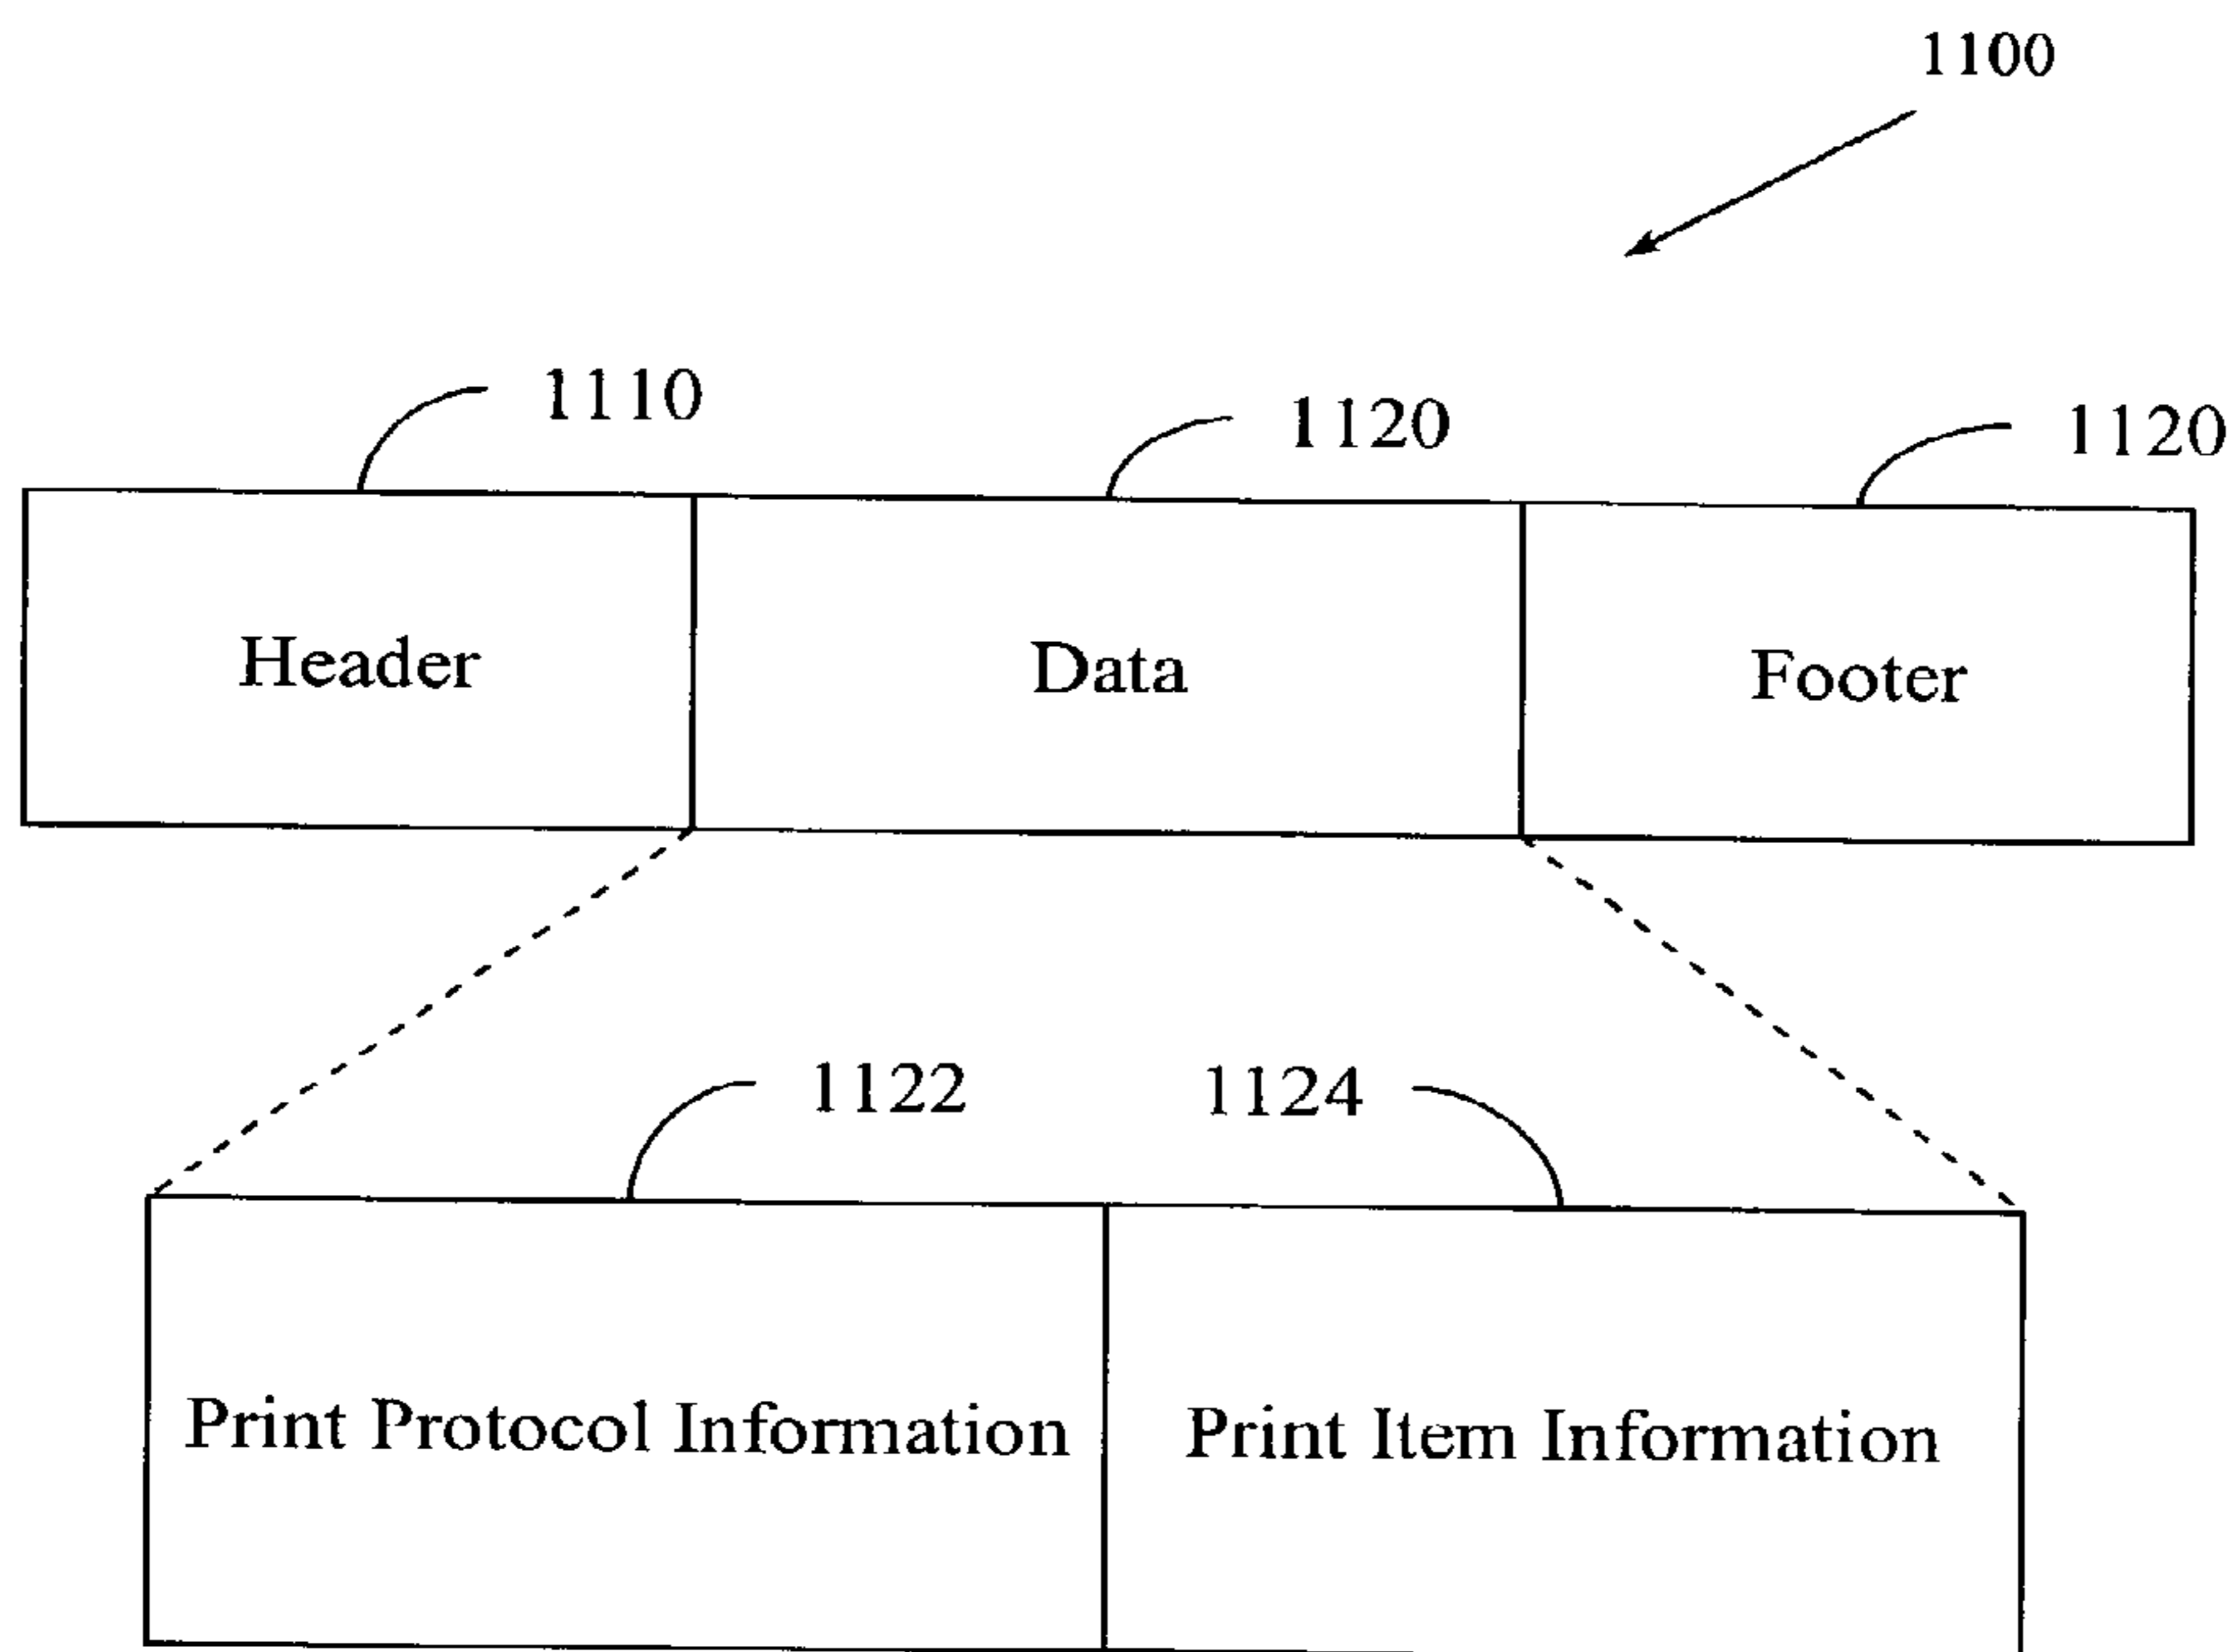 1100
1110
1120
1120
Header
Data
Footer
1122
1124
Print Protocol Information
Print Item Information